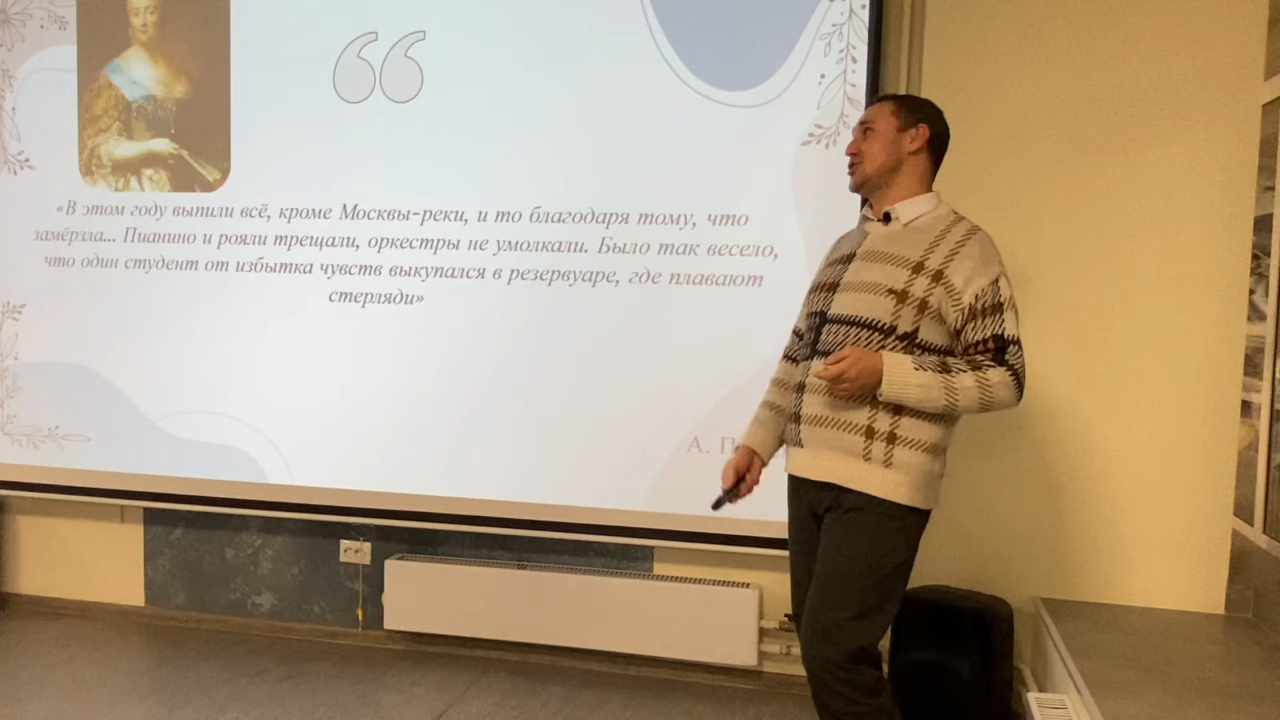 «В этом году выпили всё, кроме Москвы-реки, и то благодаря тому, что
замёрзла... Пианино и рояли трещали, оркестры не умолкали. Было так весело,
что один студент от избытка чувств выкупался в резервуаре, где плавают
стерляди»
А.